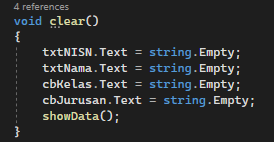 4 references
void clear()
{
txtNISN.Text = string.Empty;
txtNama.Text = string.Empty;
cbKelas.Text = string.Empty;
cbJurusan.Text = string.Empty;
showData();
}